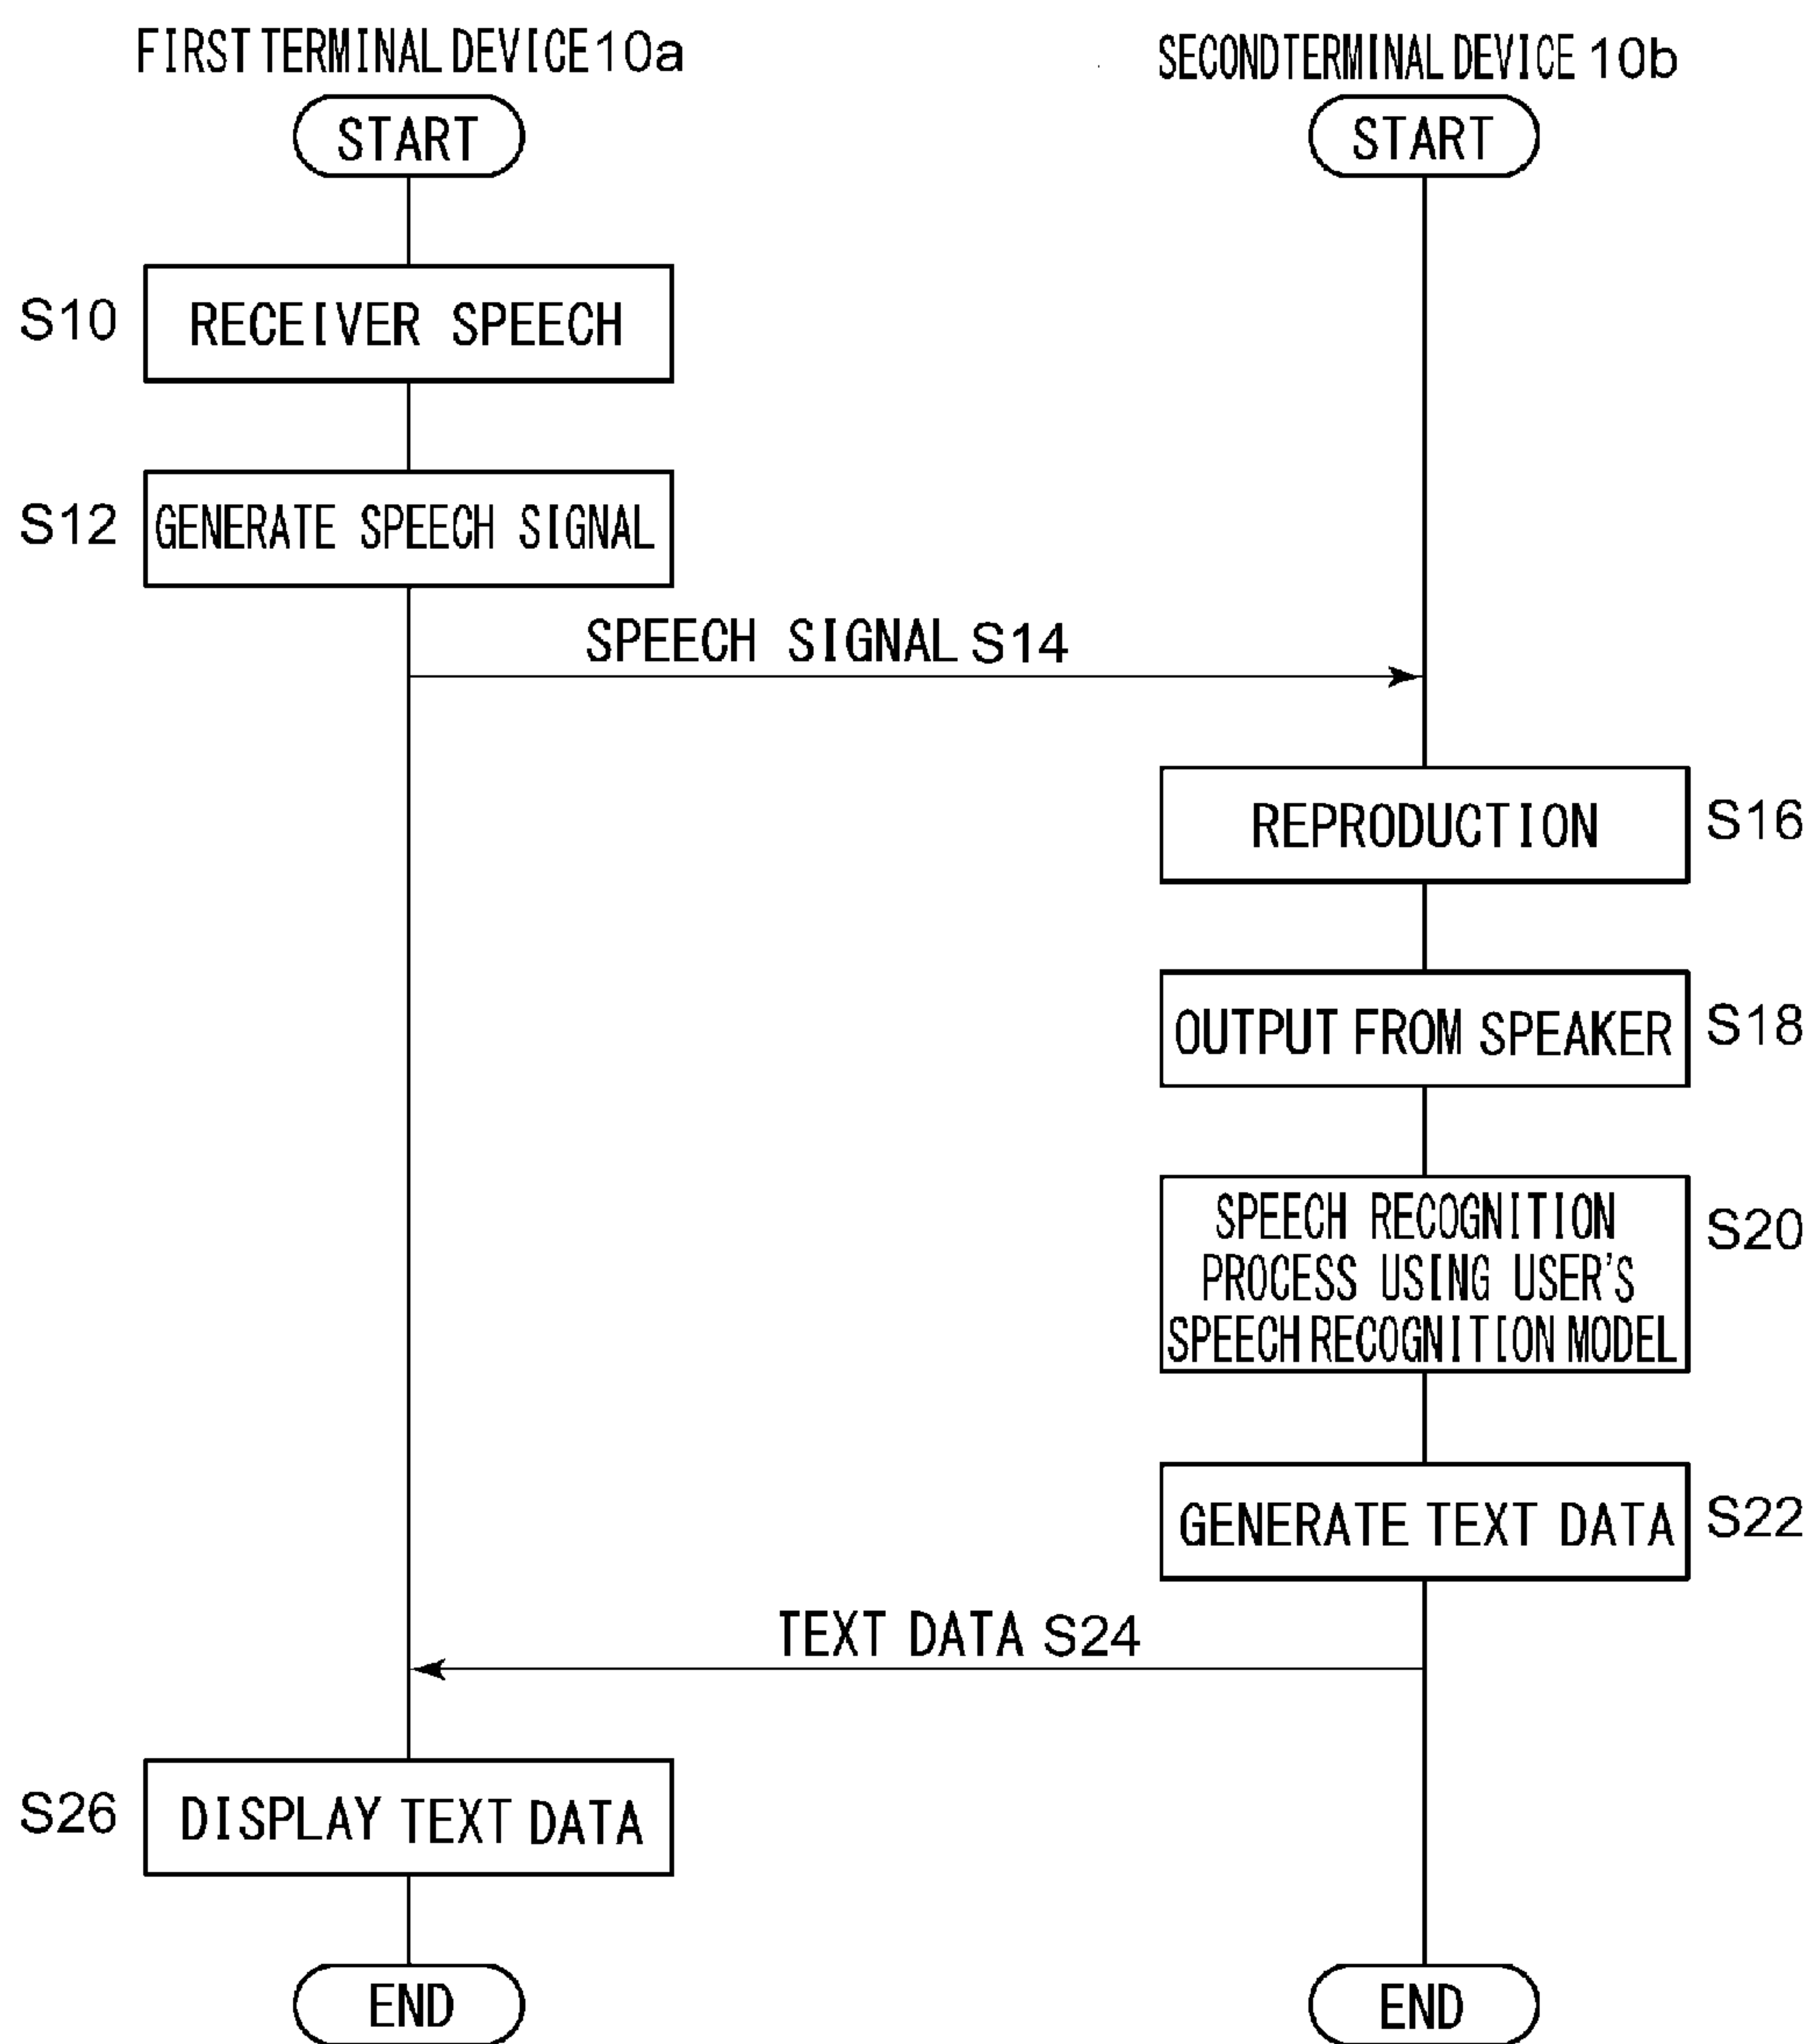 FIRST TERMINAL DEVICE 10a
SECOND TERMINAL DEVICE 10b
START
START
S10
RECEIVER SPEECH
S12
GENERATE SPEECH SIGNAL
SPEECH SIGNAL S14
REPRODUCTION
S16
OUTPUT FROM SPEAKER
S18
SPEECH RECOGNITION
PROCESS USING USER'S
SPEECH RECOGNITION MODEL
S20
GENERATE TEXT DATA
S22
TEXT DATA S24
S26
DISPLAY TEXT DATA
END
END